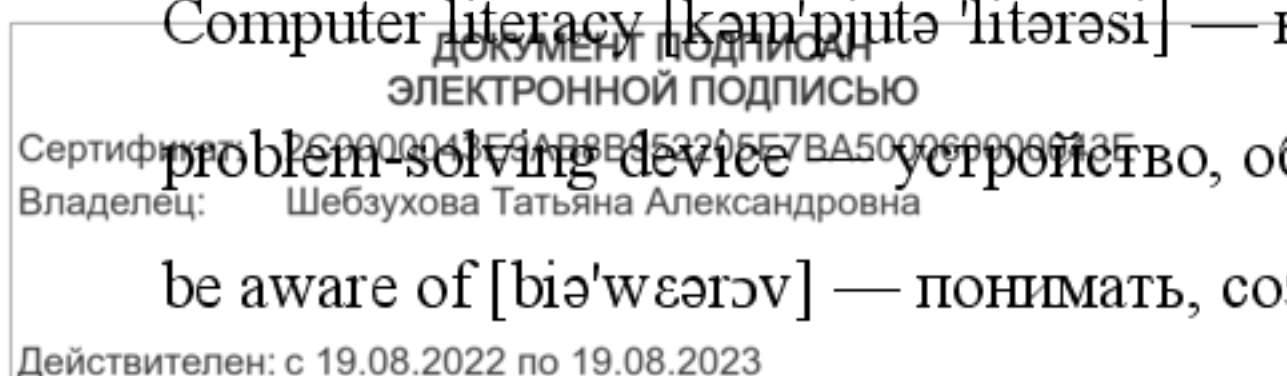 Computer literacy [kəm'pjutə 'litərəsi] —
ДОКУМЕНТ ПОДПИСАН
ЭЛЕКТРОННОЙ ПОДПИСЬЮ
Сертификат:
problem-solving device — устройство,
Владелец: Шебзухова Татьяна Александровна
be aware of [biə'wɛərɔv] — понимать,
Действителен: с 19.08.2022 по 19.08.2023